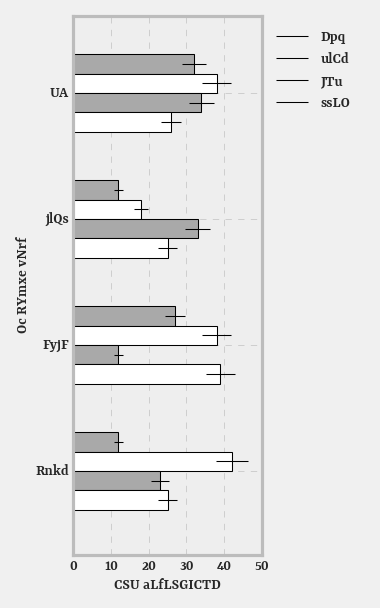 Dpq
ulCd
JTu
ssLO
UA
jlQs
FyJF
Rnkd
Oc RYmxe vNrf
0 10 20 30 40 50
CSU aLfLSGICTD